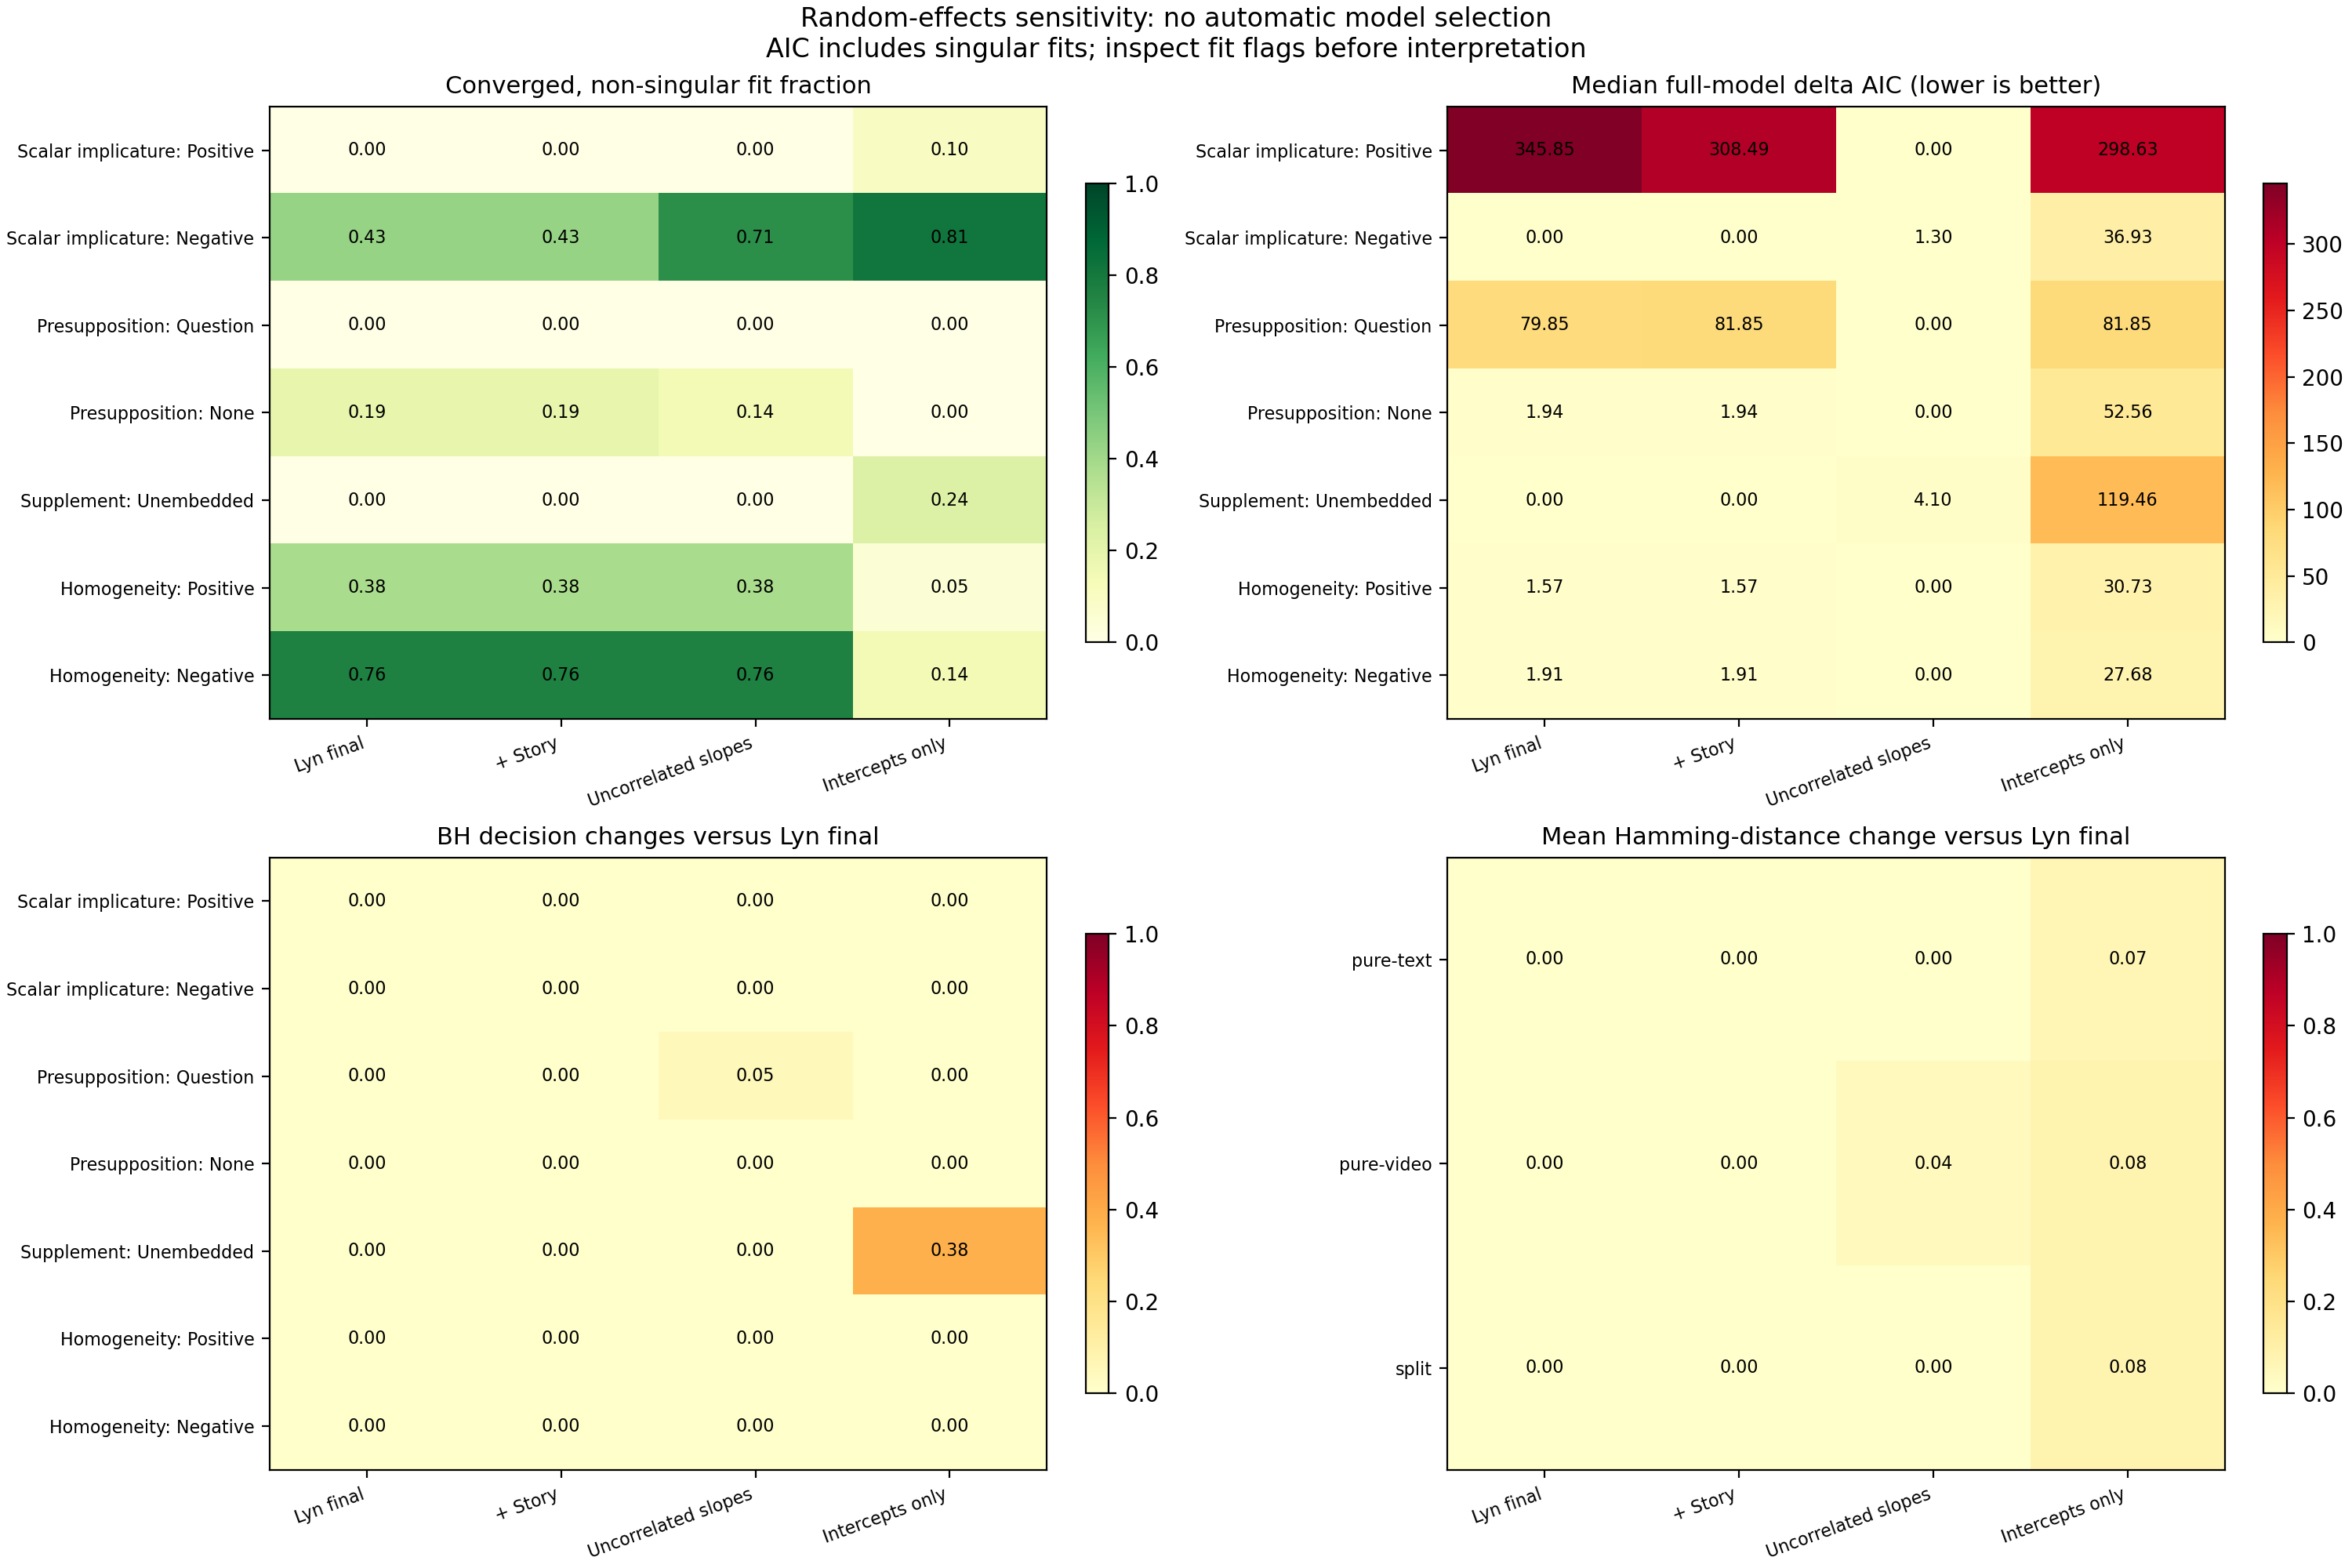 Random-effects sensitivity: no automatic model selection
AIC includes singular fits; inspect fit flags before interpretation
Converged, non-singular fit fraction
Scalar implicature: Positive 0.00 0.00 0.00 0.10
Scalar implicature: Negative 0.43 0.43 0.71 0.81
Presupposition: Question 0.00 0.00 0.00 0.00
Presupposition: None 0.19 0.19 0.14 0.00
Supplement: Unembedded 0.00 0.00 0.00 0.24
Homogeneity: Positive 0.38 0.38 0.38 0.05
Homogeneity: Negative 0.76 0.76 0.76 0.14
Lyn final + Story Uncorrelated slopes Intercepts only
1.0
0.8
0.6
0.4
0.2
0.0
Median full-model delta AIC (lower is better)
Scalar implicature: Positive 345.85 308.49 0.00 298.63
Scalar implicature: Negative 0.00 0.00 1.30 36.93
Presupposition: Question 79.85 81.85 0.00 81.85
Presupposition: None 1.94 1.94 0.00 52.56
Supplement: Unembedded 0.00 0.00 4.10 119.46
Homogeneity: Positive 1.57 1.57 0.00 30.73
Homogeneity: Negative 1.91 1.91 0.00 27.68
Lyn final + Story Uncorrelated slopes Intercepts only
300
250
200
150
100
50
0
BH decision changes versus Lyn final
Scalar implicature: Positive 0.00 0.00 0.00 0.00
Scalar implicature: Negative 0.00 0.00 0.00 0.00
Presupposition: Question 0.00 0.00 0.05 0.00
Presupposition: None 0.00 0.00 0.00 0.00
Supplement: Unembedded 0.00 0.00 0.00 0.38
Homogeneity: Positive 0.00 0.00 0.00 0.00
Homogeneity: Negative 0.00 0.00 0.00 0.00
Lyn final + Story Uncorrelated slopes Intercepts only
1.0
0.8
0.6
0.4
0.2
0.0
Mean Hamming-distance change versus Lyn final
pure-text 0.00 0.00 0.00 0.07
pure-video 0.00 0.00 0.04 0.08
split 0.00 0.00 0.00 0.08
Lyn final + Story Uncorrelated slopes Intercepts only
1.0
0.8
0.6
0.4
0.2
0.0